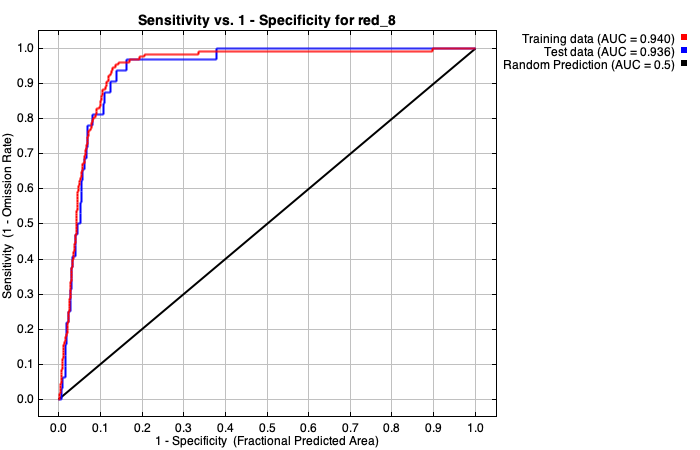 Sensitivity vs. 1 - Specificity for red_8
Training data (AUC = 0.940)
Test data (AUC = 0.936)
Random Prediction (AUC = 0.5)
Sensitivity (1 - Omission Rate)
1.0
0.9
0.8
0.7
0.6
0.5
0.4
0.3
0.2
0.1
0.0
0.0 0.1 0.2 0.3 0.4 0.5 0.6 0.7 0.8 0.9 1.0
1 - Specificity (Fractional Predicted Area)